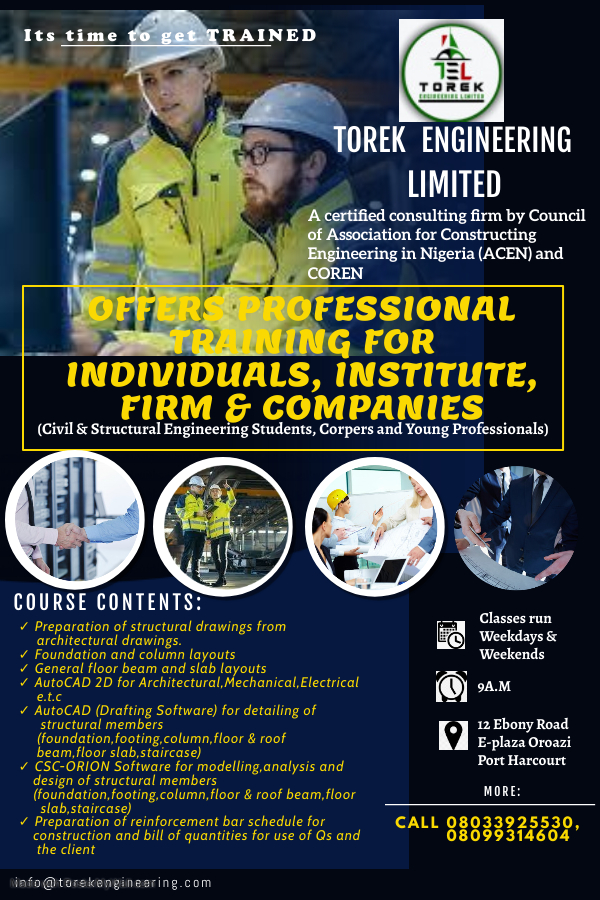 Its time to get TRAINED
TEL
TOREK
ENGINEERING LIMITED
TOREK ENGINEERING
LIMITED
A certified consulting firm by Council
of Association for Constructing
Engineering in Nigeria (ACEN) and
COREN
OFFERS PROFESSIONAL
TRAINING FOR
INDIVIDUALS, INSTITUTE,
FIRM & COMPANIES
(Civil & Structural Engineering Students, Corpers and Young Professionals)
COURSE CONTENTS:
✓ Preparation of structural drawings from
architectural drawings.
✓ Foundation and column layouts
✓ General floor beam and slab layouts
✓ AutoCAD 2D for Architectural,Mechanical,Electrical
e.t.c
✓ AutoCAD (Drafting Software) for detailing of
structural members
(foundation,footing,column,floor & roof
beam,floor slab,staircase)
✓ CSC-ORION Software for modelling,analysis and
design of structural members
(foundation,footing,column,floor & roof beam,floor
slab,staircase)
✓ Preparation of reinforcement bar schedule for
construction and bill of quantities for use of Qs and
the client
Classes run
Weekdays &
Weekends
9A.M
12 Ebony Road
E-plaza Oroazi
Port Harcourt
MORE:
CALL 08033925530,
08099314604
info@torekengineering.com